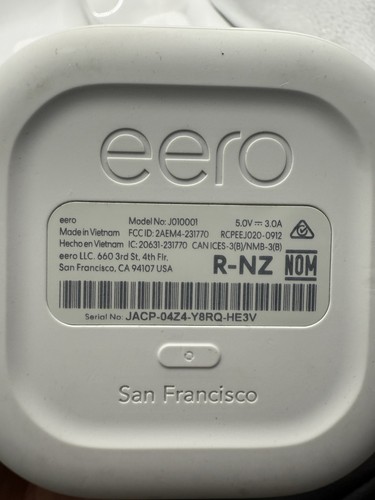 eero
eero Model No: J010001 5.0V ⎓ 3.0A
Made in Vietnam FCC ID: 2AEM4-231770 RCPEEJ020-0912
Hecho en Vietnam IC: 20631-231770 CAN ICES-3(B)/NMB-3(B)
eero LLC. 660 3rd St, 4th Flr.
San Francisco, CA 94107 USA
R-NZ NOM
Serial No: JACP-04Z4-Y8RQ-HE3V
San Francisco